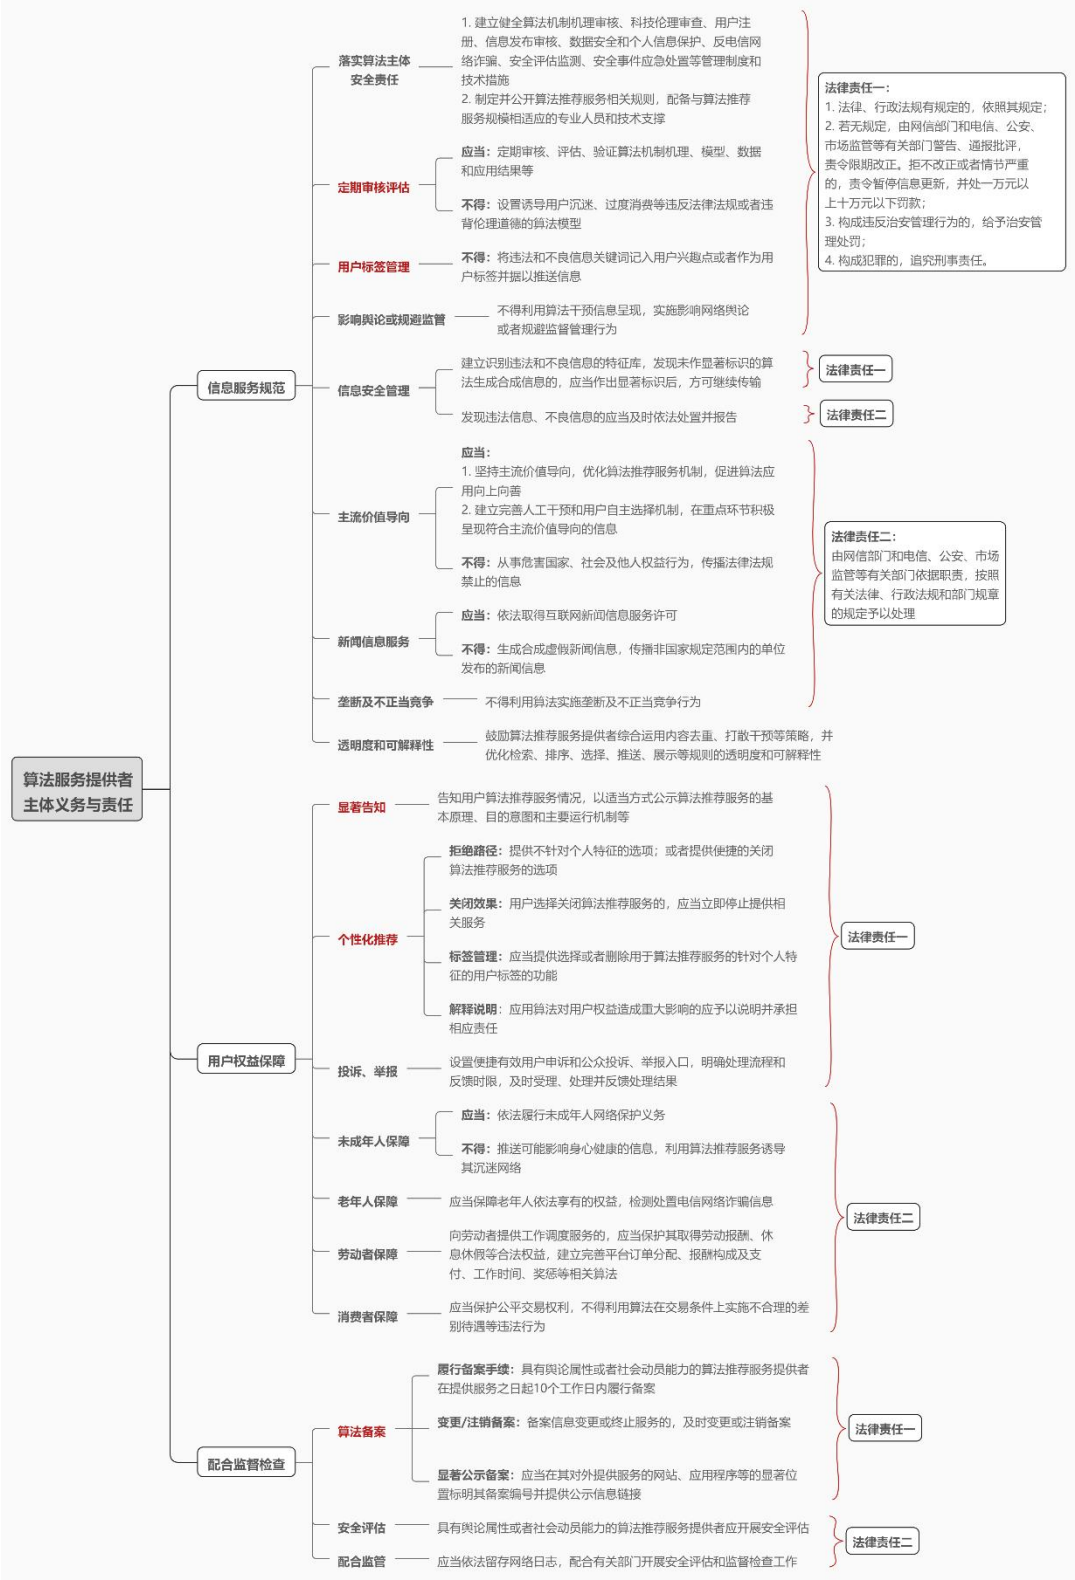 算法服务提供者
主体义务与责任
信息服务规范
落实算法主体
安全责任
1. 建立健全算法机制机理审核、科技伦理审查、用户注
册、信息发布审核、数据安全和个人信息保护、反电信网
络诈骗、安全评估监测、安全事件应急处置等管理制度和
技术措施
2. 制定并公开算法推荐服务相关规则，配备与算法推荐
服务规模相适应的专业人员和技术支撑
定期审核评估
应当：定期审核、评估、验证算法机制机理、模型、数据
和应用结果等
不得：设置诱导用户沉迷、过度消费等违反法律法规或者违
背伦理道德的算法模型
用户标签管理
不得：将违法和不良信息关键词记入用户兴趣点或者作为用
户标签并据以推送信息
影响舆论或规避监管
不得利用算法干预信息呈现，实施影响网络舆论
或者规避监督管理行为
法律责任一：
1. 法律、行政法规有规定的，依照其规定；
2. 若无规定，由网信部门和电信、公安、
市场监管等有关部门警告、通报批评，
责令限期改正。拒不改正或者情节严重
的，责令暂停信息更新，并处一万元以
上十万元以下罚款；
3. 构成违反治安管理行为的，给予治安管
理处罚；
4. 构成犯罪的，追究刑事责任。
信息安全管理
建立识别违法和不良信息的特征库，发现未作显著标识的算
法生成合成信息的，应当作出显著标识后，方可继续传输
法律责任一
发现违法信息、不良信息的应当及时依法处置并报告
法律责任二
主流价值导向
应当：
1. 坚持主流价值导向，优化算法推荐服务机制，促进算法应
用向上向善
2. 建立完善人工干预和用户自主选择机制，在重点环节积极
呈现符合主流价值导向的信息
不得：从事危害国家、社会及他人权益行为，传播法律法规
禁止的信息
新闻信息服务
应当：依法取得互联网新闻信息服务许可
不得：生成合成虚假新闻信息，传播非国家规定范围内的单位
发布的新闻信息
垄断及不正当竞争
不得利用算法实施垄断及不正当竞争行为
法律责任二：
由网信部门和电信、公安、市场
监管等有关部门依据职责，按照
有关法律、行政法规和部门规章
的规定予以处理
透明度和可解释性
鼓励算法推荐服务提供者综合运用内容去重、打散干预等策略，并
优化检索、排序、选择、推送、展示等规则的透明度和可解释性
用户权益保障
显著告知
告知用户算法推荐服务情况，以适当方式公示算法推荐服务的基
本原理、目的意图和主要运行机制等
个性化推荐
拒绝路径：提供不针对个人特征的选项；或者提供便捷的关闭
算法推荐服务的选项
关闭效果：用户选择关闭算法推荐服务的，应当立即停止提供相
关服务
标签管理：应当提供选择或者删除用于算法推荐服务的针对个人特
征的用户标签的功能
解释说明：应用算法对用户权益造成重大影响的应予以说明并承担
相应责任
投诉、举报
设置便捷有效用户申诉和公众投诉、举报入口，明确处理流程和
反馈时限，及时受理、处理并反馈处理结果
法律责任一
未成年人保障
应当：依法履行未成年人网络保护义务
不得：推送可能影响身心健康的信息，利用算法推荐服务诱导
其沉迷网络
老年人保障
应当保障老年人依法享有的权益，检测处置电信网络诈骗信息
劳动者保障
向劳动者提供工作调度服务的，应当保护其取得劳动报酬、休
息休假等合法权益，建立完善平台订单分配、报酬构成及支
付、工作时间、奖惩等相关算法
消费者保障
应当保护公平交易权利，不得利用算法在交易条件上实施不合理的差
别待遇等违法行为
法律责任二
配合监督检查
算法备案
履行备案手续：具有舆论属性或者社会动员能力的算法推荐服务提供者
在提供服务之日起10个工作日内履行备案
变更/注销备案：备案信息变更或终止服务的，及时变更或注销备案
显著公示备案：应当在其对外提供服务的网站、应用程序等的显著位
置标明其备案编号并提供公示信息链接
法律责任一
安全评估
具有舆论属性或者社会动员能力的算法推荐服务提供者应开展安全评估
配合监管
应当依法留存网络日志，配合有关部门开展安全评估和监督检查工作
法律责任二